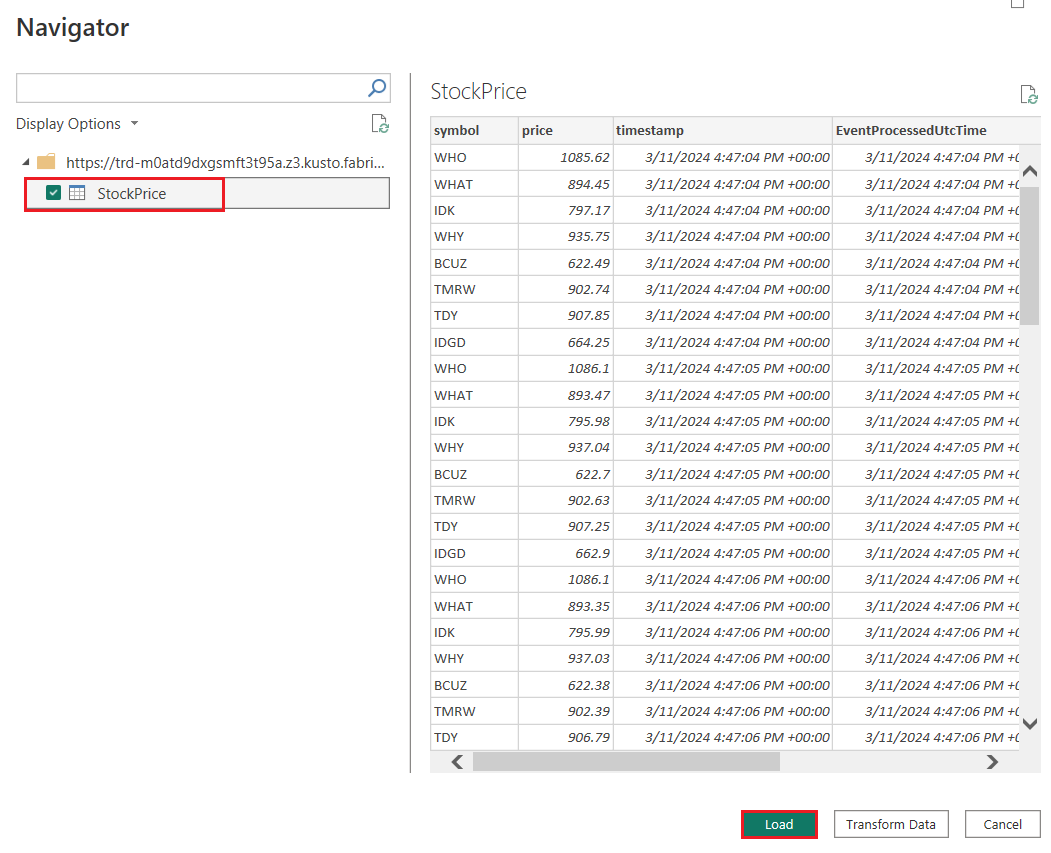 Navigator
Display Options
https://trd-m0atd9dxgsmft3t95a.z3.kusto.fabri...
StockPrice
StockPrice
symbol price timestamp EventProcessedUtcTime
WHO 1085.62 3/11/2024 4:47:04 PM +00:00 3/11/2024 4:47:04 PM +0
WHAT 894.45 3/11/2024 4:47:04 PM +00:00 3/11/2024 4:47:04 PM +0
IDK 797.17 3/11/2024 4:47:04 PM +00:00 3/11/2024 4:47:04 PM +0
WHY 935.75 3/11/2024 4:47:04 PM +00:00 3/11/2024 4:47:04 PM +0
BCUZ 622.49 3/11/2024 4:47:04 PM +00:00 3/11/2024 4:47:04 PM +0
TMRW 902.74 3/11/2024 4:47:04 PM +00:00 3/11/2024 4:47:04 PM +0
TDY 907.85 3/11/2024 4:47:04 PM +00:00 3/11/2024 4:47:04 PM +0
IDGD 664.25 3/11/2024 4:47:04 PM +00:00 3/11/2024 4:47:04 PM +0
WHO 1086.1 3/11/2024 4:47:05 PM +00:00 3/11/2024 4:47:05 PM +0
WHAT 893.47 3/11/2024 4:47:05 PM +00:00 3/11/2024 4:47:05 PM +0
IDK 795.98 3/11/2024 4:47:05 PM +00:00 3/11/2024 4:47:05 PM +0
WHY 937.04 3/11/2024 4:47:05 PM +00:00 3/11/2024 4:47:05 PM +0
BCUZ 622.7 3/11/2024 4:47:05 PM +00:00 3/11/2024 4:47:05 PM +0
TMRW 902.63 3/11/2024 4:47:05 PM +00:00 3/11/2024 4:47:05 PM +0
TDY 907.25 3/11/2024 4:47:05 PM +00:00 3/11/2024 4:47:05 PM +0
IDGD 662.9 3/11/2024 4:47:05 PM +00:00 3/11/2024 4:47:05 PM +0
WHO 1086.1 3/11/2024 4:47:06 PM +00:00 3/11/2024 4:47:06 PM +0
WHAT 893.35 3/11/2024 4:47:06 PM +00:00 3/11/2024 4:47:06 PM +0
IDK 795.99 3/11/2024 4:47:06 PM +00:00 3/11/2024 4:47:06 PM +0
WHY 937.03 3/11/2024 4:47:06 PM +00:00 3/11/2024 4:47:06 PM +0
BCUZ 622.38 3/11/2024 4:47:06 PM +00:00 3/11/2024 4:47:06 PM +0
TMRW 902.39 3/11/2024 4:47:06 PM +00:00 3/11/2024 4:47:06 PM +0
TDY 906.79 3/11/2024 4:47:06 PM +00:00 3/11/2024 4:47:06 PM +0
Load Transform Data Cancel